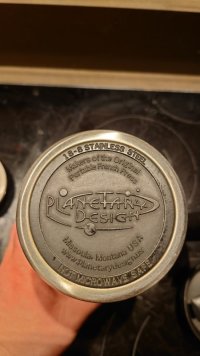 18-8 STAINLESS STEEL
Makers of the Original
Portable French Press
PLANETARY
DESIGN
Missoula, Montana USA
www.planetarydesign.com
NOT MICROWAVE SAFE